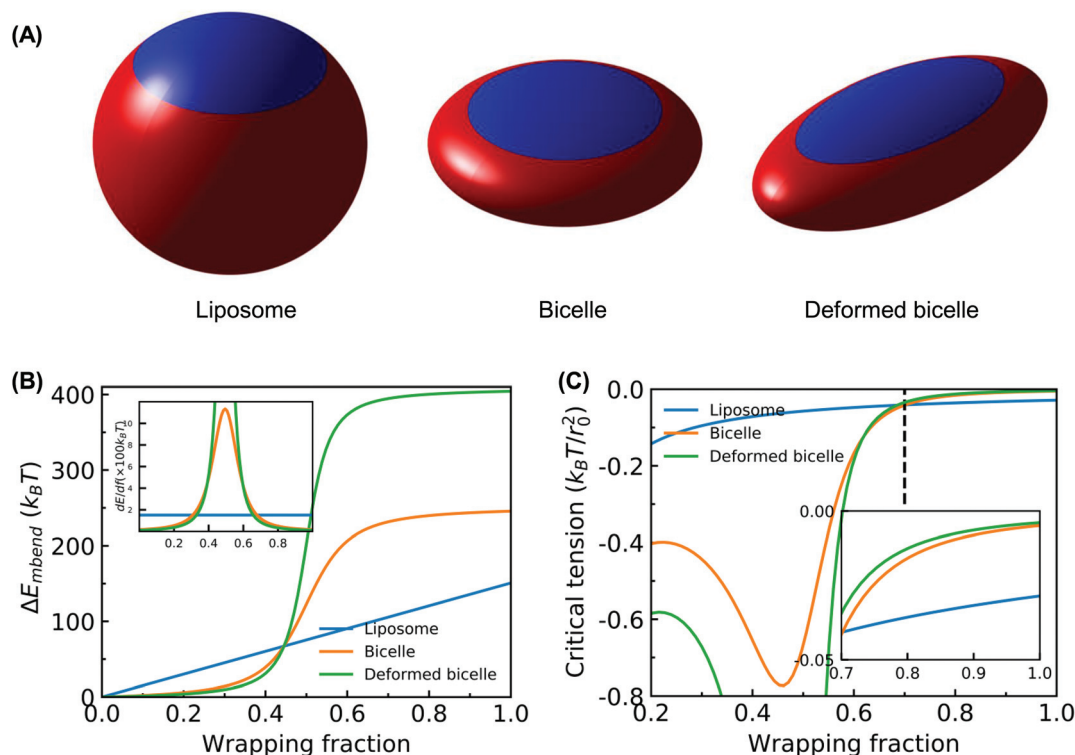 (A)
Liposome
Bicelle
Deformed bicelle
(B)
ΔE_mbend (k_BT)
400
300
200
100
0
0.0
0.2
0.4
0.6
0.8
1.0
Wrapping fraction
dE/df(×100k_BT)
10
8
6
4
2
0.2
0.4
0.6
0.8
Liposome
Bicelle
Deformed bicelle
(C)
Critical tension (k_BT/r_0^2)
0.0
-0.2
-0.4
-0.6
-0.8
0.2
0.4
0.6
0.8
1.0
Wrapping fraction
Liposome
Bicelle
Deformed bicelle
0.00
-0.05
0.7
0.8
0.9
1.0